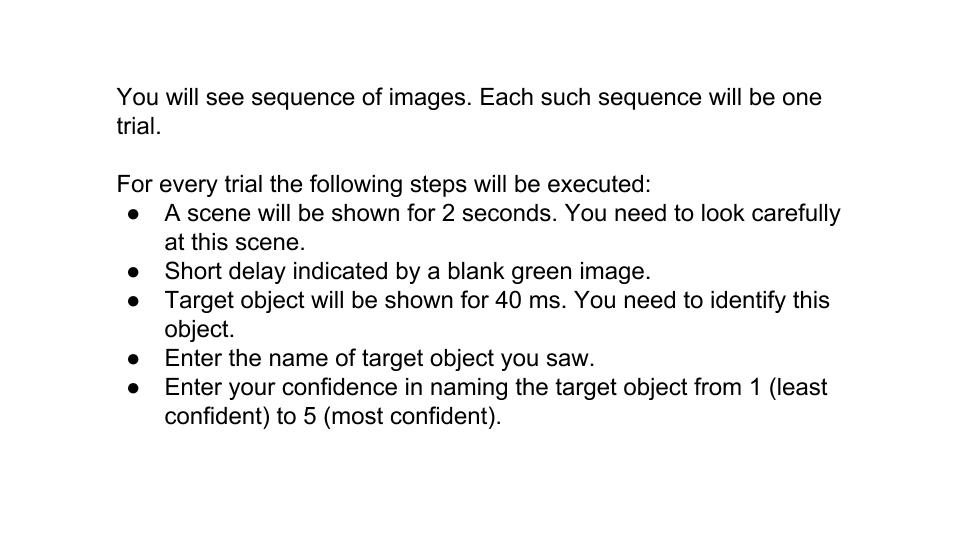 You will see sequence of images. Each such sequence will be one
trial.
For every trial the following steps will be executed:
● A scene will be shown for 2 seconds. You need to look carefully
at this scene.
● Short delay indicated by a blank green image.
● Target object will be shown for 40 ms. You need to identify this
object.
● Enter the name of target object you saw.
● Enter your confidence in naming the target object from 1 (least
confident) to 5 (most confident).